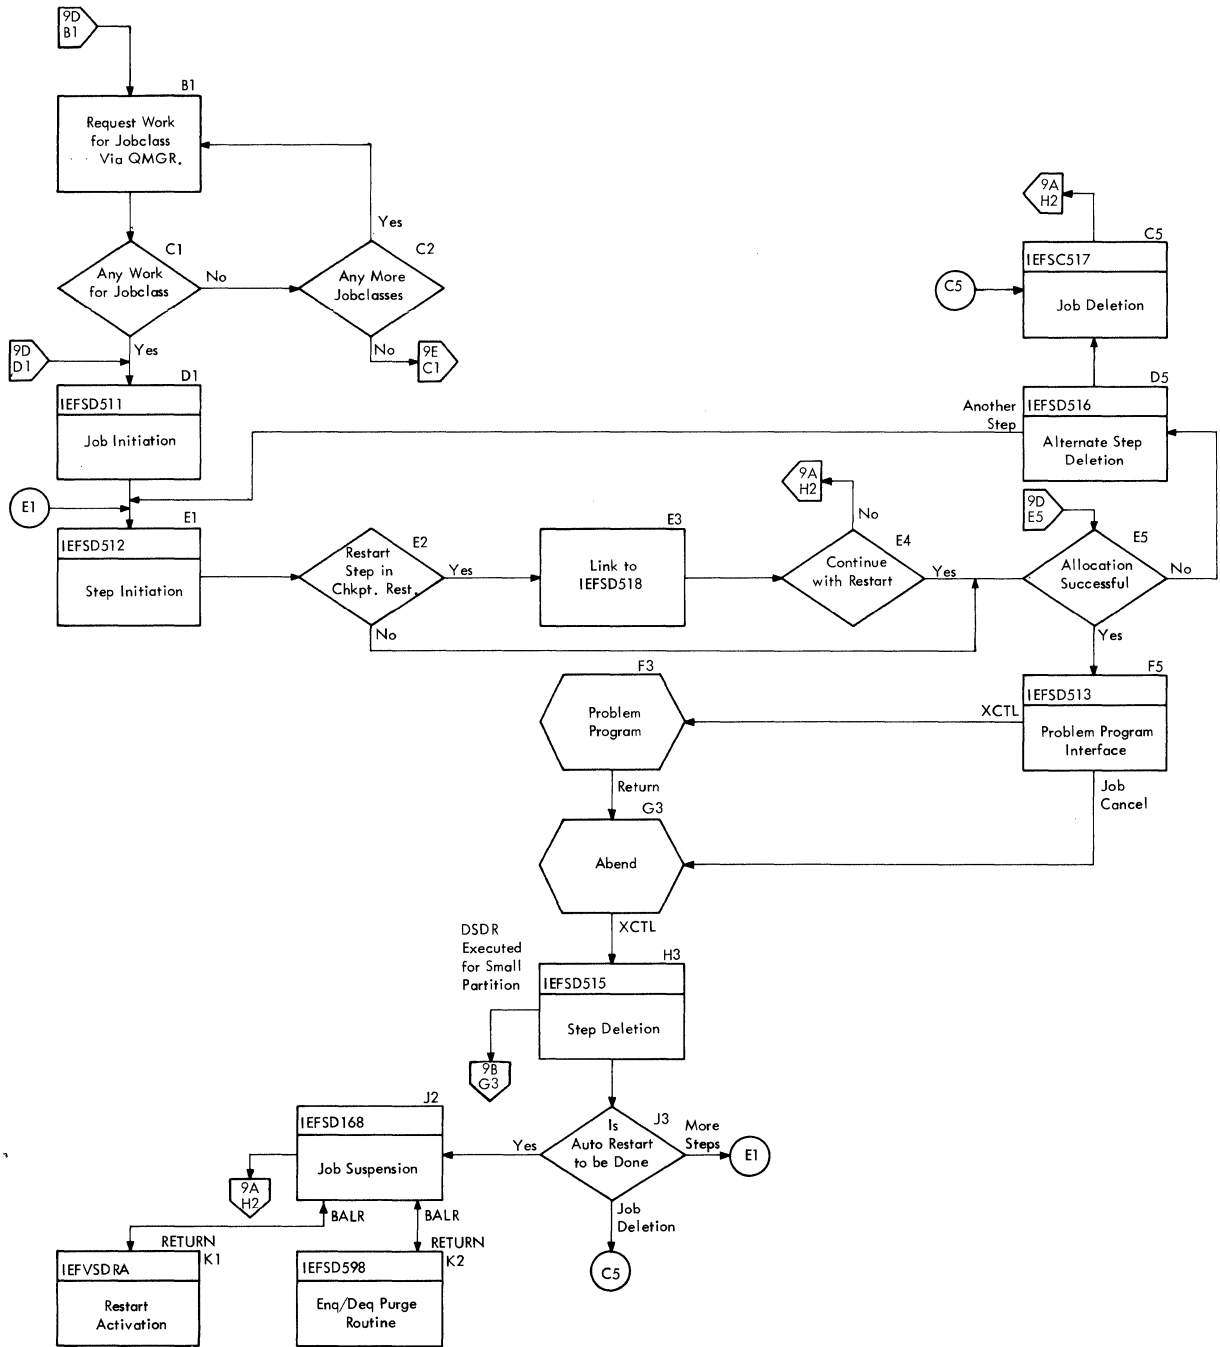 9D
B1
B1
Request Work
for Jobclass
Via QMGR.
9A
H2
Yes
C5
C1
C2
IEFSC517
Any Work
for Jobclass
No
Any More
Jobclasses
C5
Job Deletion
9D
D1
Yes
No
9E
C1
D1
D5
IEFSD511
IEFSD516
Another
Step
Job Initiation
Alternate Step
Deletion
9A
H2
E1
9D
E5
E1
E3
No
IEFSD512
Restart
Step in
Chkpt. Rest.
E2
E4
E5
Step Initiation
Yes
Link to
IEFSD518
Continue
with Restart
Yes
Allocation
Successful
No
No
Yes
F3
F5
Problem
Program
XCTL
IEFSD513
Problem Program
Interface
Return
Job
Cancel
G3
Abend
XCTL
DSDR
Executed
for Small
Partition
H3
IEFSD515
Step Deletion
9B
G3
J2
IEFSD168
Is
Auto Restart
to be Done
J3
More
Steps
Yes
E1
Job Suspension
9A
H2
BALR
BALR
Job
Deletion
RETURN
K1
RETURN
K2
IEFVSDRA
IEFSD598
C5
Restart
Activation
Enq/Deq Purge
Routine